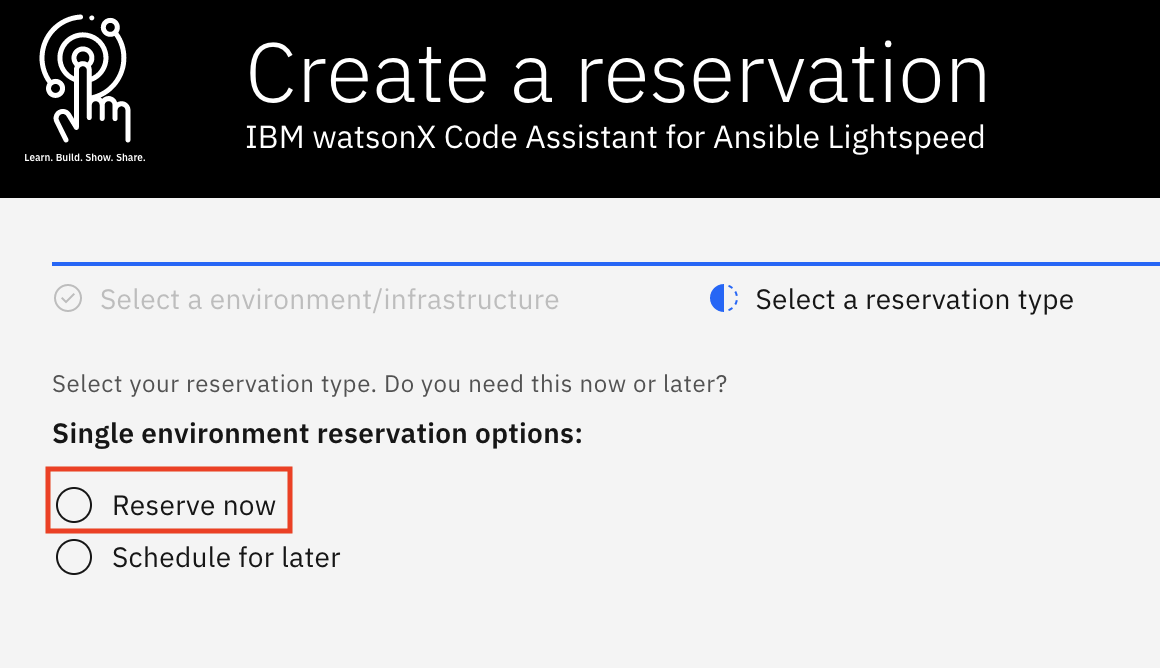 Create a reservation
IBM watsonX Code Assistant for Ansible Lightspeed
Learn. Build. Show. Share.
Select a environment/infrastructure
Select a reservation type
Select your reservation type. Do you need this now or later?
Single environment reservation options:
Reserve now
Schedule for later